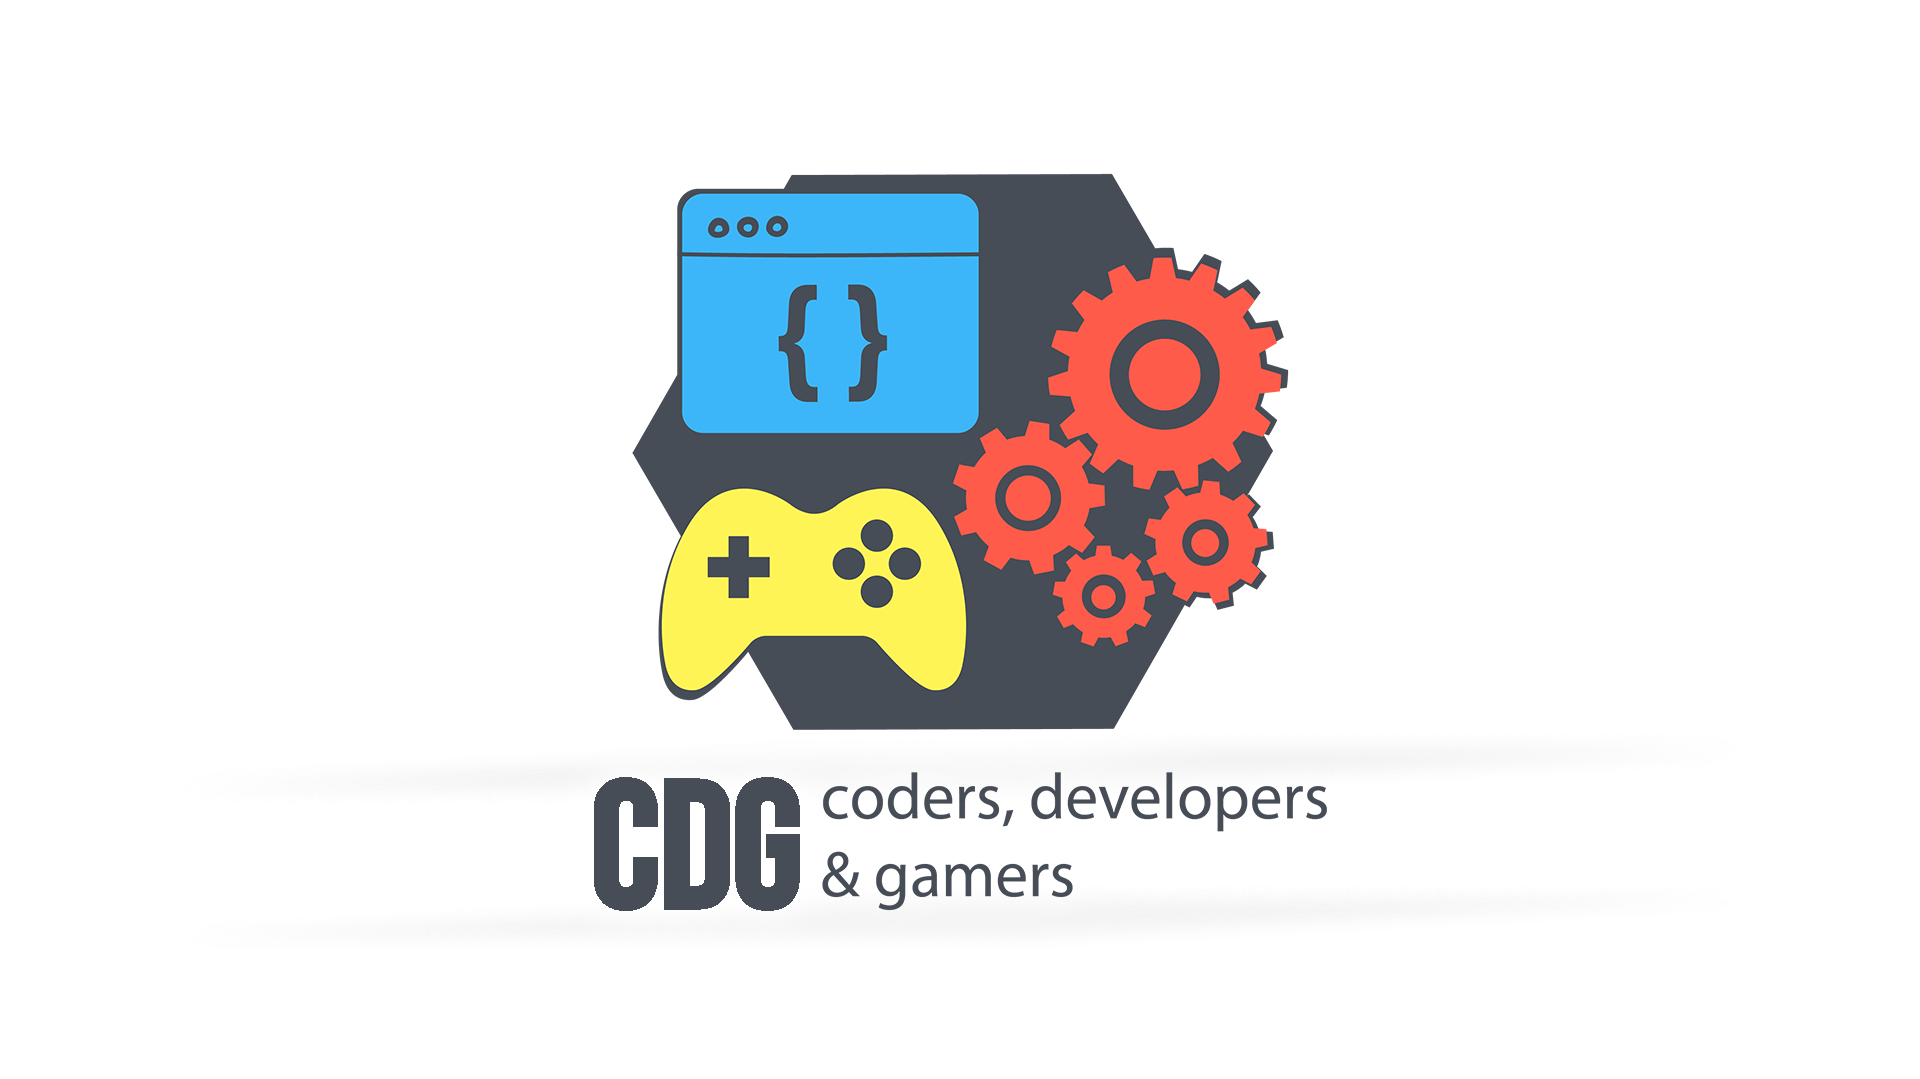 { }
CDG
coders, developers
& gamers